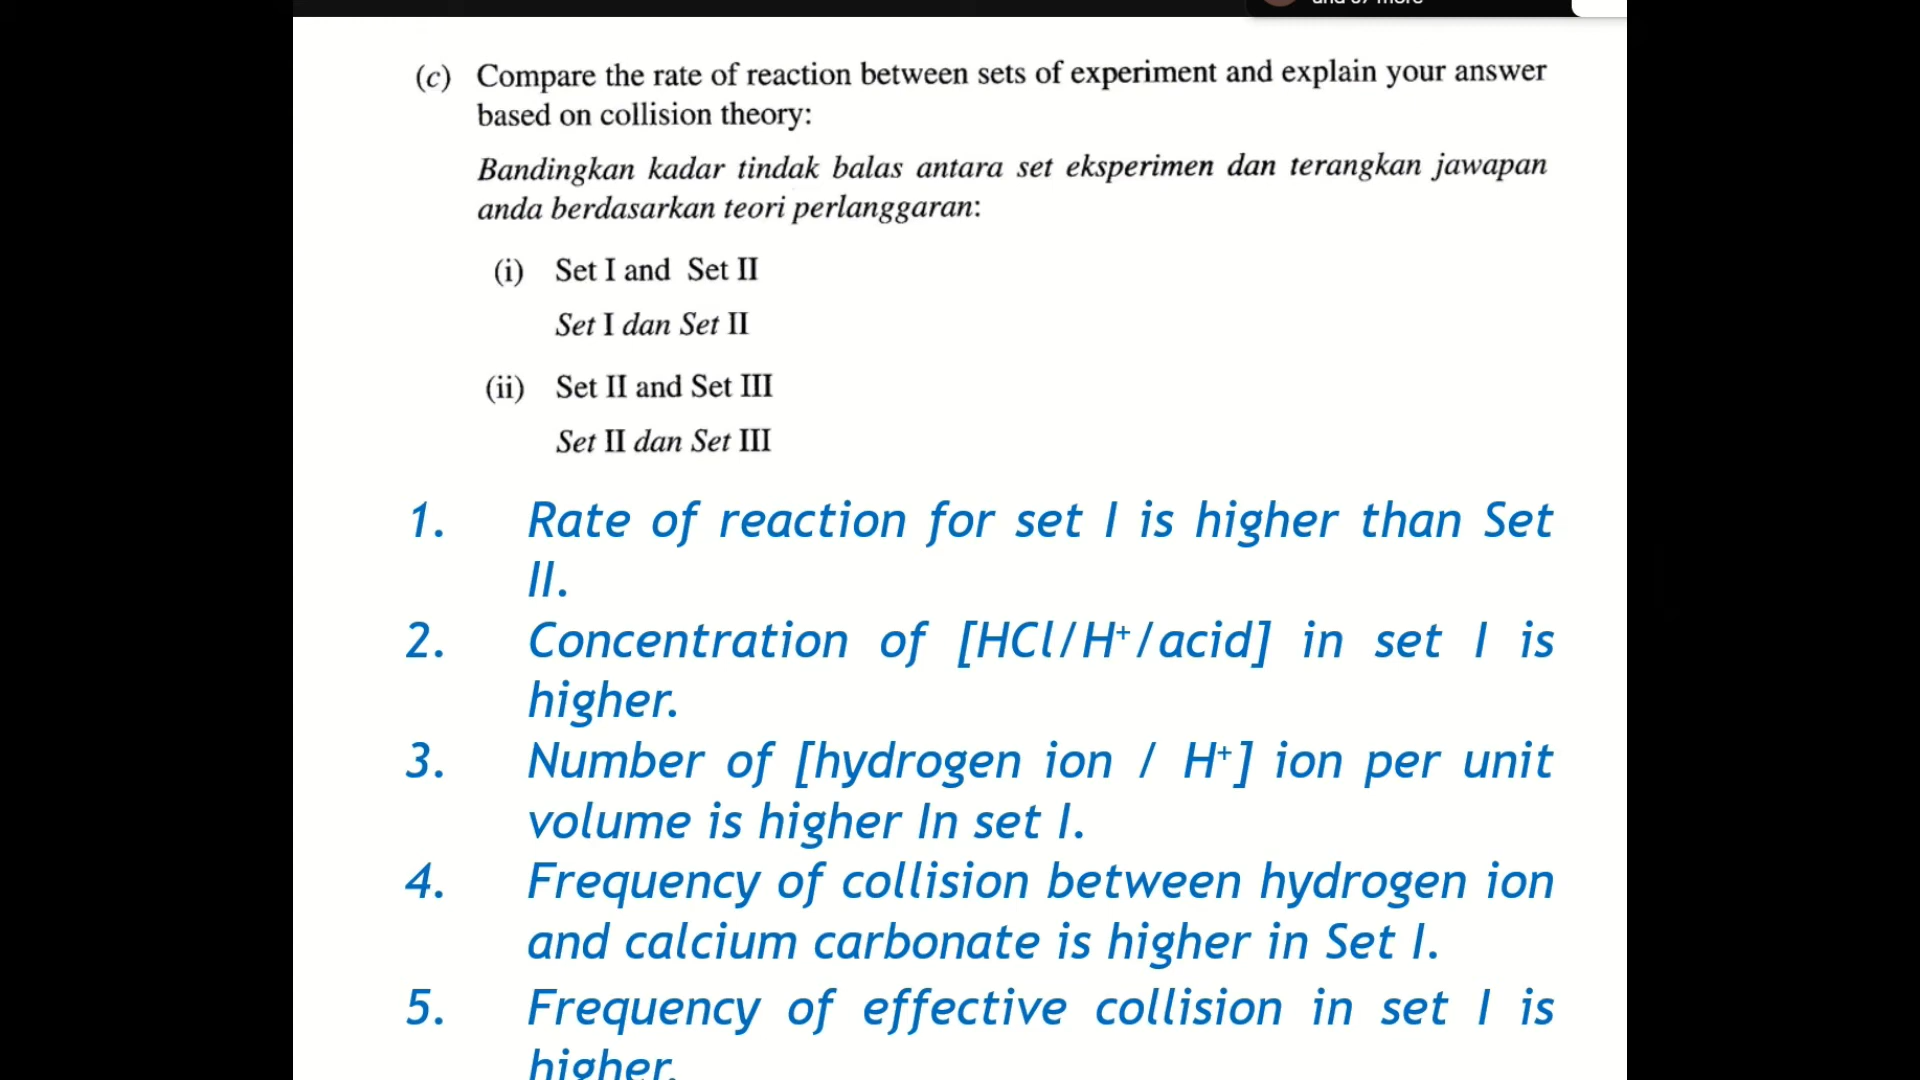 (c) Compare the rate of reaction between sets of experiment and explain your answer
based on collision theory:
Bandingkan kadar tindak balas antara set eksperimen dan terangkan jawapan
anda berdasarkan teori perlanggaran:
(i) Set I and Set II
Set I dan Set II
(ii) Set II and Set III
Set II dan Set III
1. Rate of reaction for set I is higher than Set
II.
2. Concentration of [HCl/H⁺/acid] in set I is
higher.
3. Number of [hydrogen ion / H⁺] ion per unit
volume is higher In set I.
4. Frequency of collision between hydrogen ion
and calcium carbonate is higher in Set I.
5. Frequency of effective collision in set I is
higher.